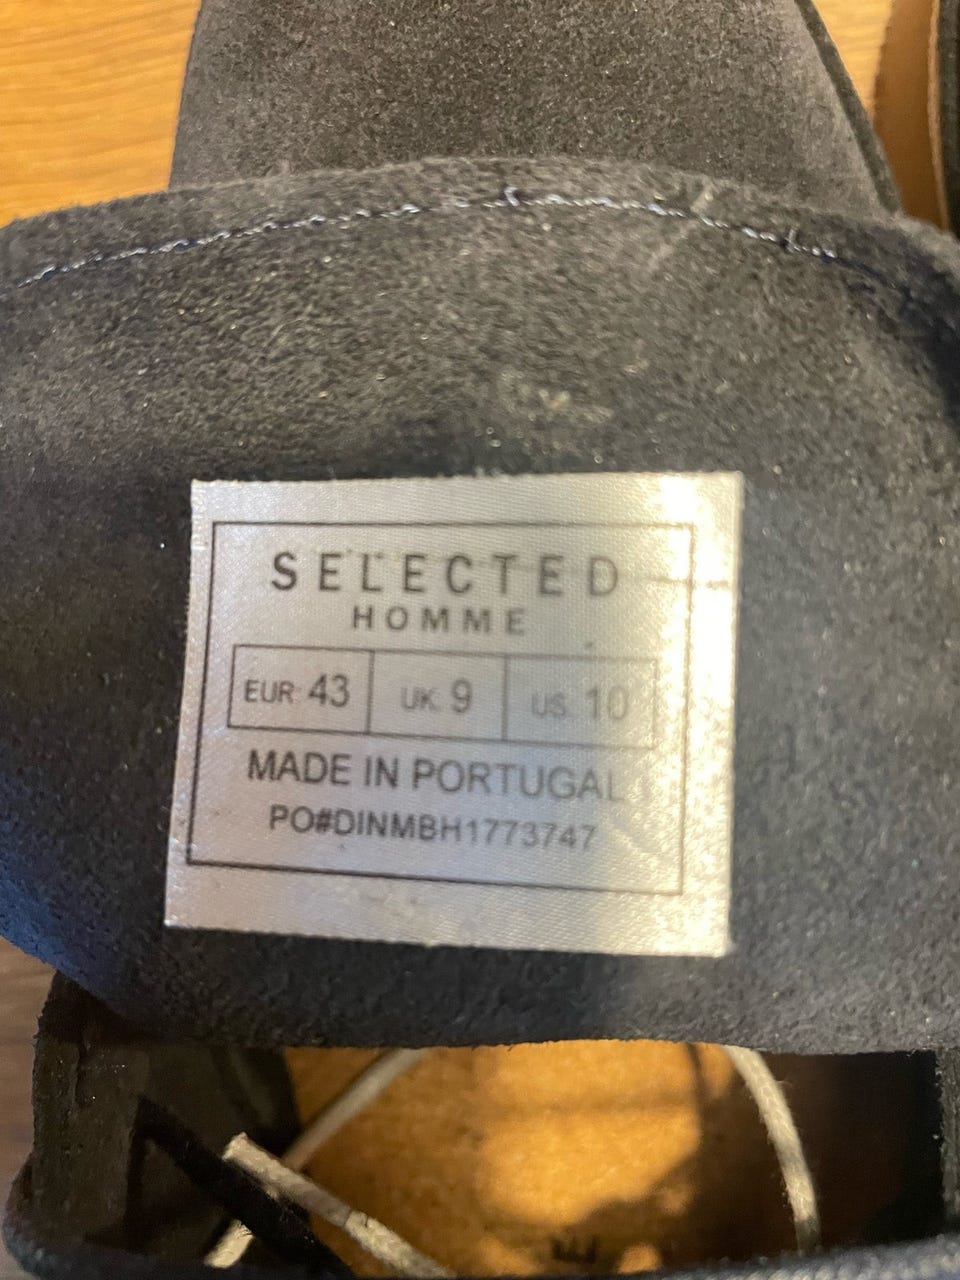 SELECTED
HOMME
EUR: 43 UK: 9 US: 10
MADE IN PORTUGAL
PO#DINMBH1773747